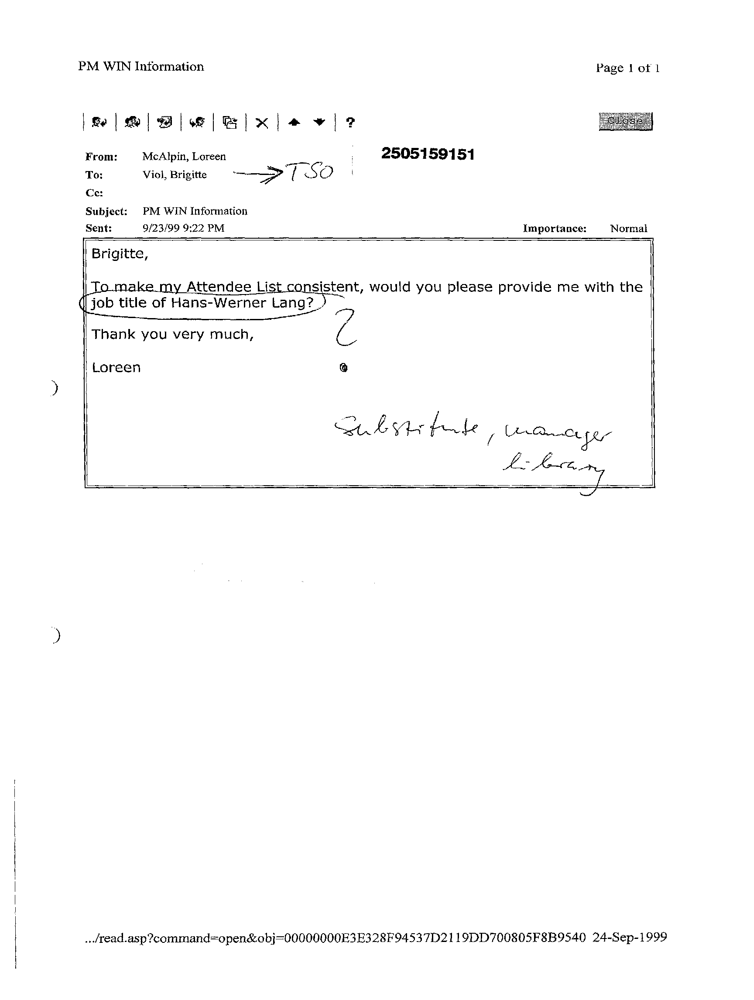 PM WIN Information
Page 1 of 1
?
Close
From: McAlpin, Loreen
2505159151
To: Viol, Brigitte → TSO
Cc:
Subject: PM WIN Information
Sent: 9/23/99 9:22 PM
Importance: Normal
Brigitte,
To make my Attendee List consistent, would you please provide me with the
job title of Hans-Werner Lang?
Thank you very much,
Loreen
Substitute, manager
library
.../read.asp?command=open&obj=00000000E3E328F94537D2119DD700805F8B9540 24-Sep-1999